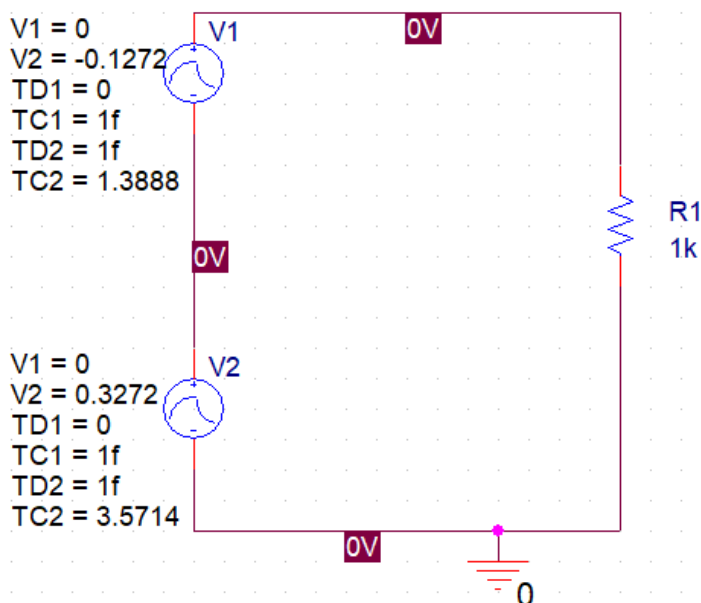 V1 = 0
V2 = -0.1272
TD1 = 0
TC1 = 1f
TD2 = 1f
TC2 = 1.3888
V1
0V
R1
1k
0V
V1 = 0
V2 = 0.3272
TD1 = 0
TC1 = 1f
TD2 = 1f
TC2 = 3.5714
V2
0V
0